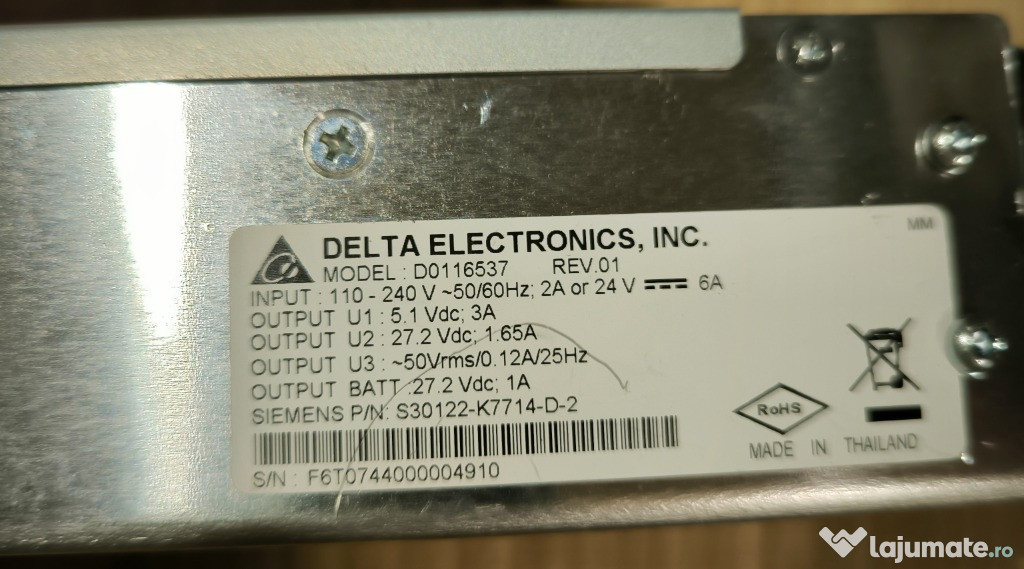 MM
DELTA ELECTRONICS, INC.
MODEL : D0116537 REV.01
INPUT : 110 - 240 V ~50/60Hz; 2A or 24 V 6A
OUTPUT U1 : 5.1 Vdc; 3A
OUTPUT U2 : 27.2 Vdc; 1.65A
OUTPUT U3 : ~50Vrms/0.12A/25Hz
OUTPUT BATT :27.2 Vdc; 1A
SIEMENS P/N: S30122-K7714-D-2
RoHS
MADE IN THAILAND
S/N : F6T0744000004910
lajumate.ro